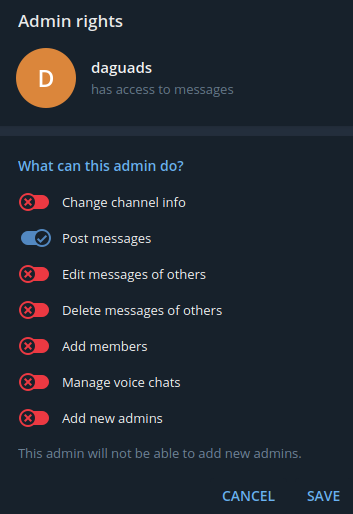 Admin rights
D
daguads
has access to messages
What can this admin do?
Change channel info
Post messages
Edit messages of others
Delete messages of others
Add members
Manage voice chats
Add new admins
This admin will not be able to add new admins.
CANCEL SAVE